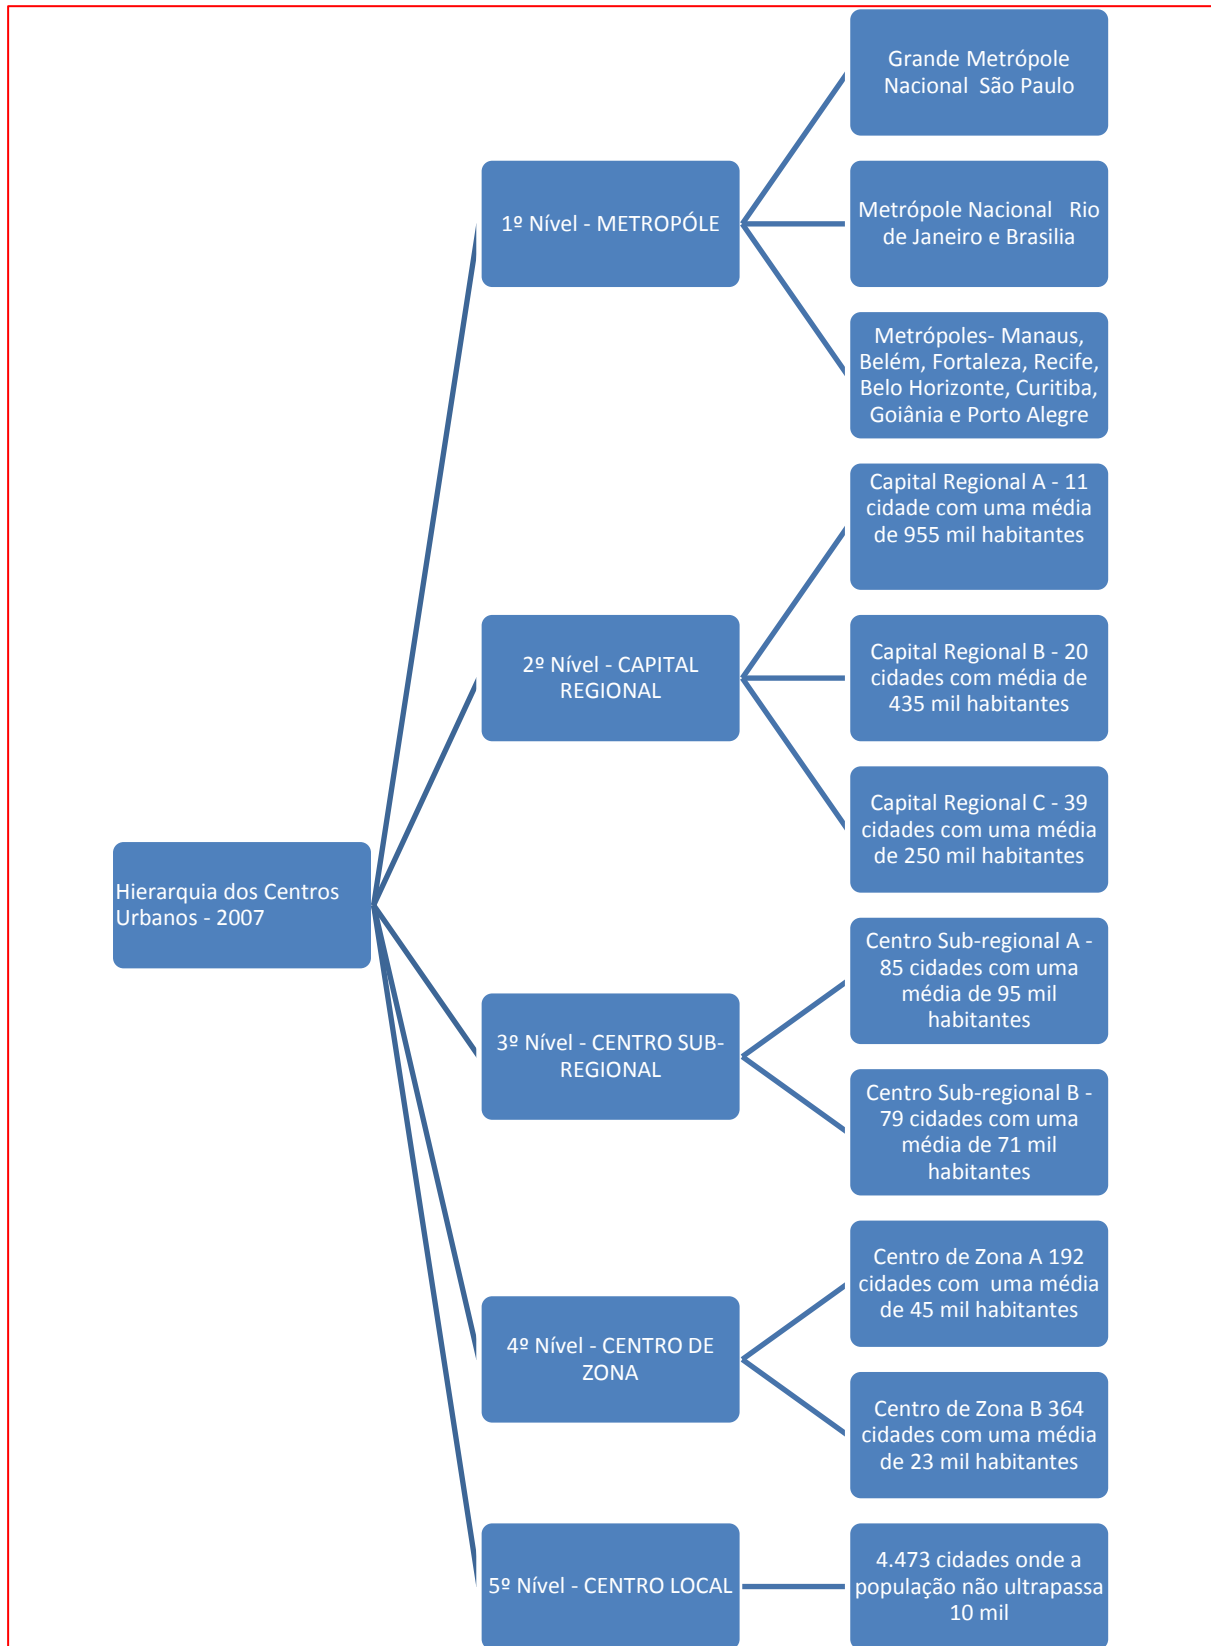 Hierarquia dos Centros
Urbanos - 2007
1º Nível - METROPÓLE
Grande Metrópole
Nacional  São Paulo
Metrópole Nacional   Rio
de Janeiro e Brasilia
Metrópoles- Manaus,
Belém, Fortaleza, Recife,
Belo Horizonte, Curitiba,
Goiânia e Porto Alegre
2º Nível - CAPITAL
REGIONAL
Capital Regional A - 11
cidade com uma média
de 955 mil habitantes
Capital Regional B - 20
cidades com média de
435 mil habitantes
Capital Regional C - 39
cidades com uma média
de 250 mil habitantes
3º Nível - CENTRO SUB-
REGIONAL
Centro Sub-regional A -
85 cidades com uma
média de 95 mil
habitantes
Centro Sub-regional B -
79 cidades com uma
média de 71 mil
habitantes
4º Nível - CENTRO DE
ZONA
Centro de Zona A 192
cidades com  uma média
de 45 mil habitantes
Centro de Zona B 364
cidades com uma média
de 23 mil habitantes
5º Nível - CENTRO LOCAL
4.473 cidades onde a
população não ultrapassa
10 mil